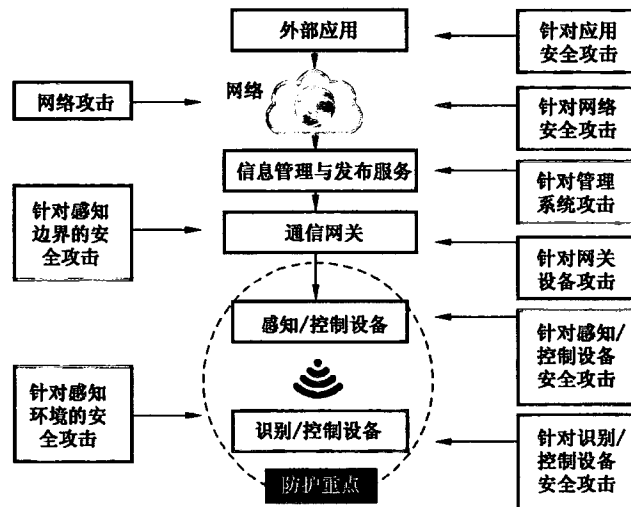 外部应用
针对应用
安全攻击
网络攻击
网络
针对网络
安全攻击
信息管理与发布服务
针对管理
系统攻击
针对感知
边界的安
全攻击
通信网关
针对网关
设备攻击
感知/控制设备
针对感知/
控制设备
安全攻击
针对感知
环境的安
全攻击
识别/控制设备
针对识别/
控制设备
安全攻击
防护重点